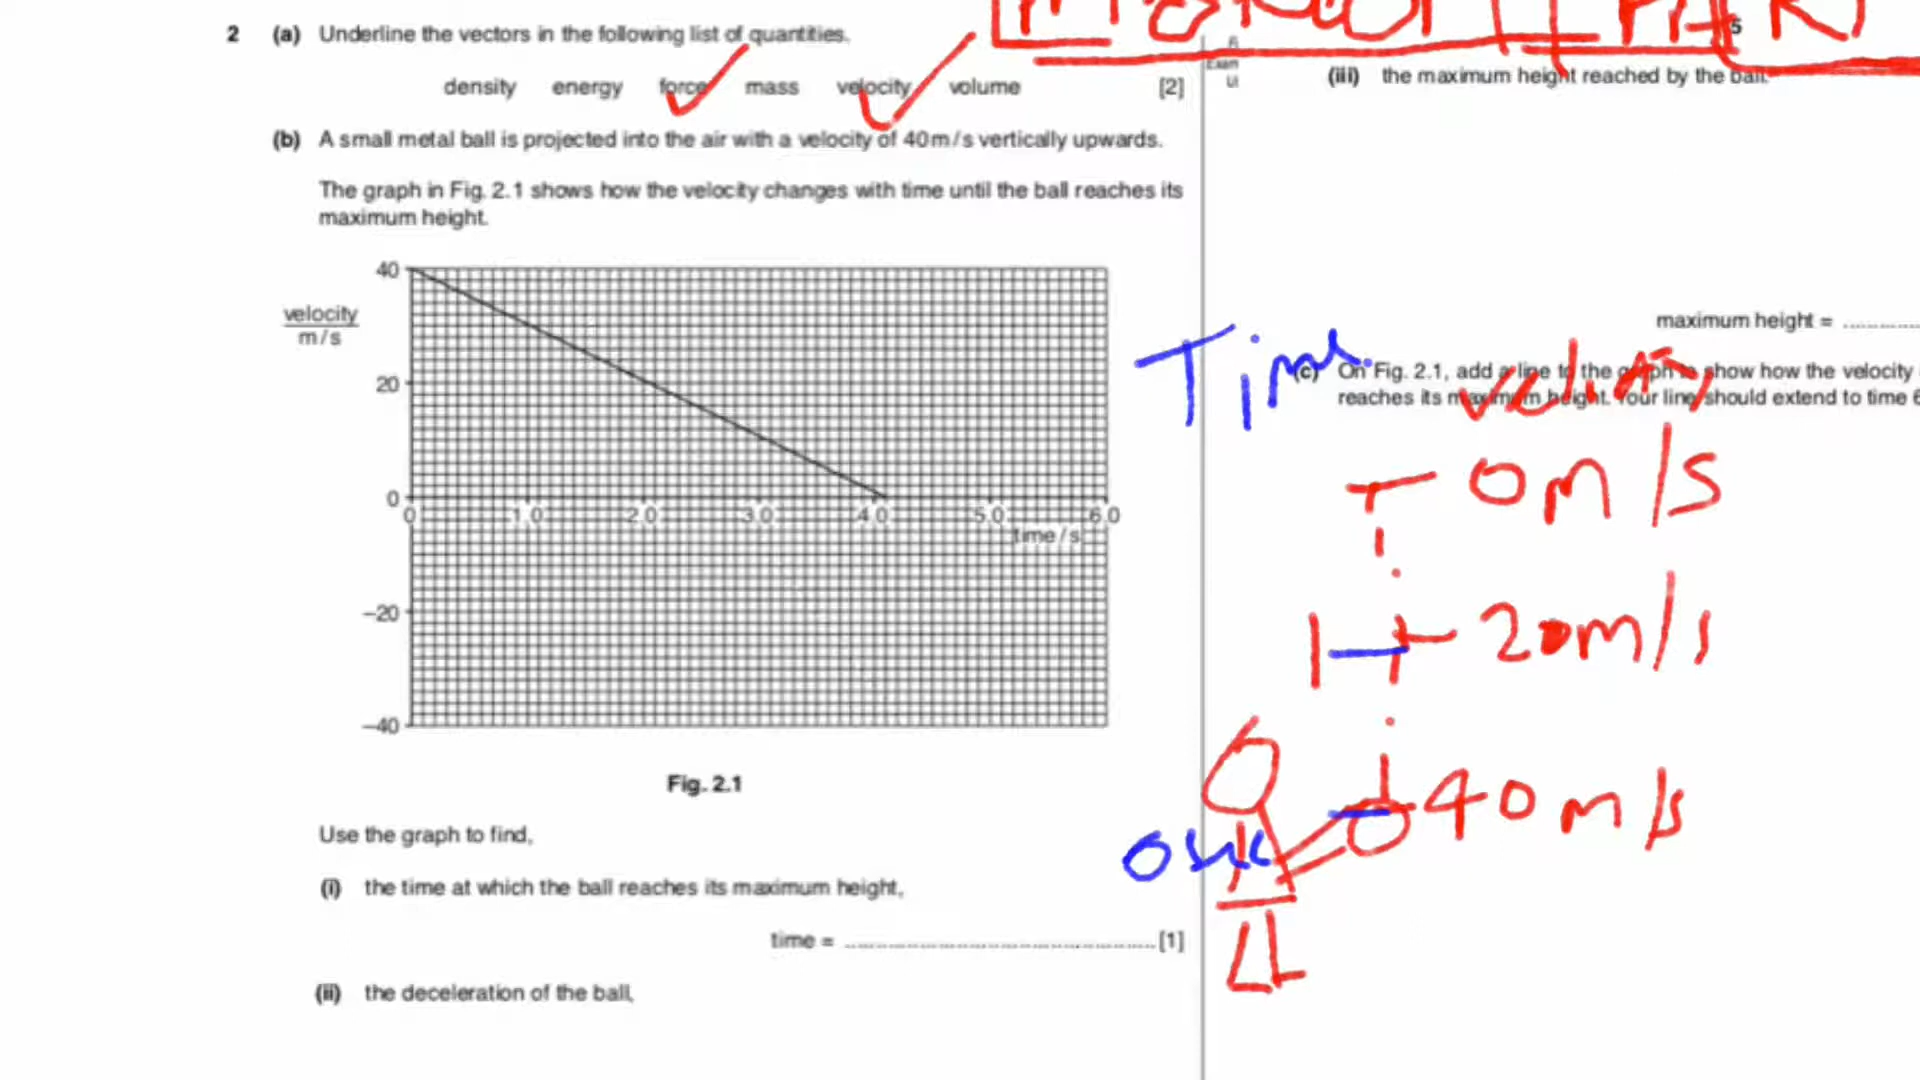 2 (a) Underline the vectors in the following list of quantities.
density energy force mass velocity volume [2]
(b) A small metal ball is projected into the air with a velocity of 40 m/s vertically upwards.
The graph in Fig. 2.1 shows how the velocity changes with time until the ball reaches its
maximum height.
velocity
m/s
40
20
0
–20
–40
0 1.0 2.0 3.0 4.0 5.0 6.0
time/s
Fig. 2.1
Use the graph to find,
(i) the time at which the ball reaches its maximum height,
time = ................................................ [1]
(ii) the deceleration of the ball,
5
(iii) the maximum height reached by the ball.
maximum height = ............
(c) On Fig. 2.1, add a line to the graph to show how the velocity
reaches its maximum height. Your line should extend to time 6
Time
0 m/s
20 m/s
40 m/s